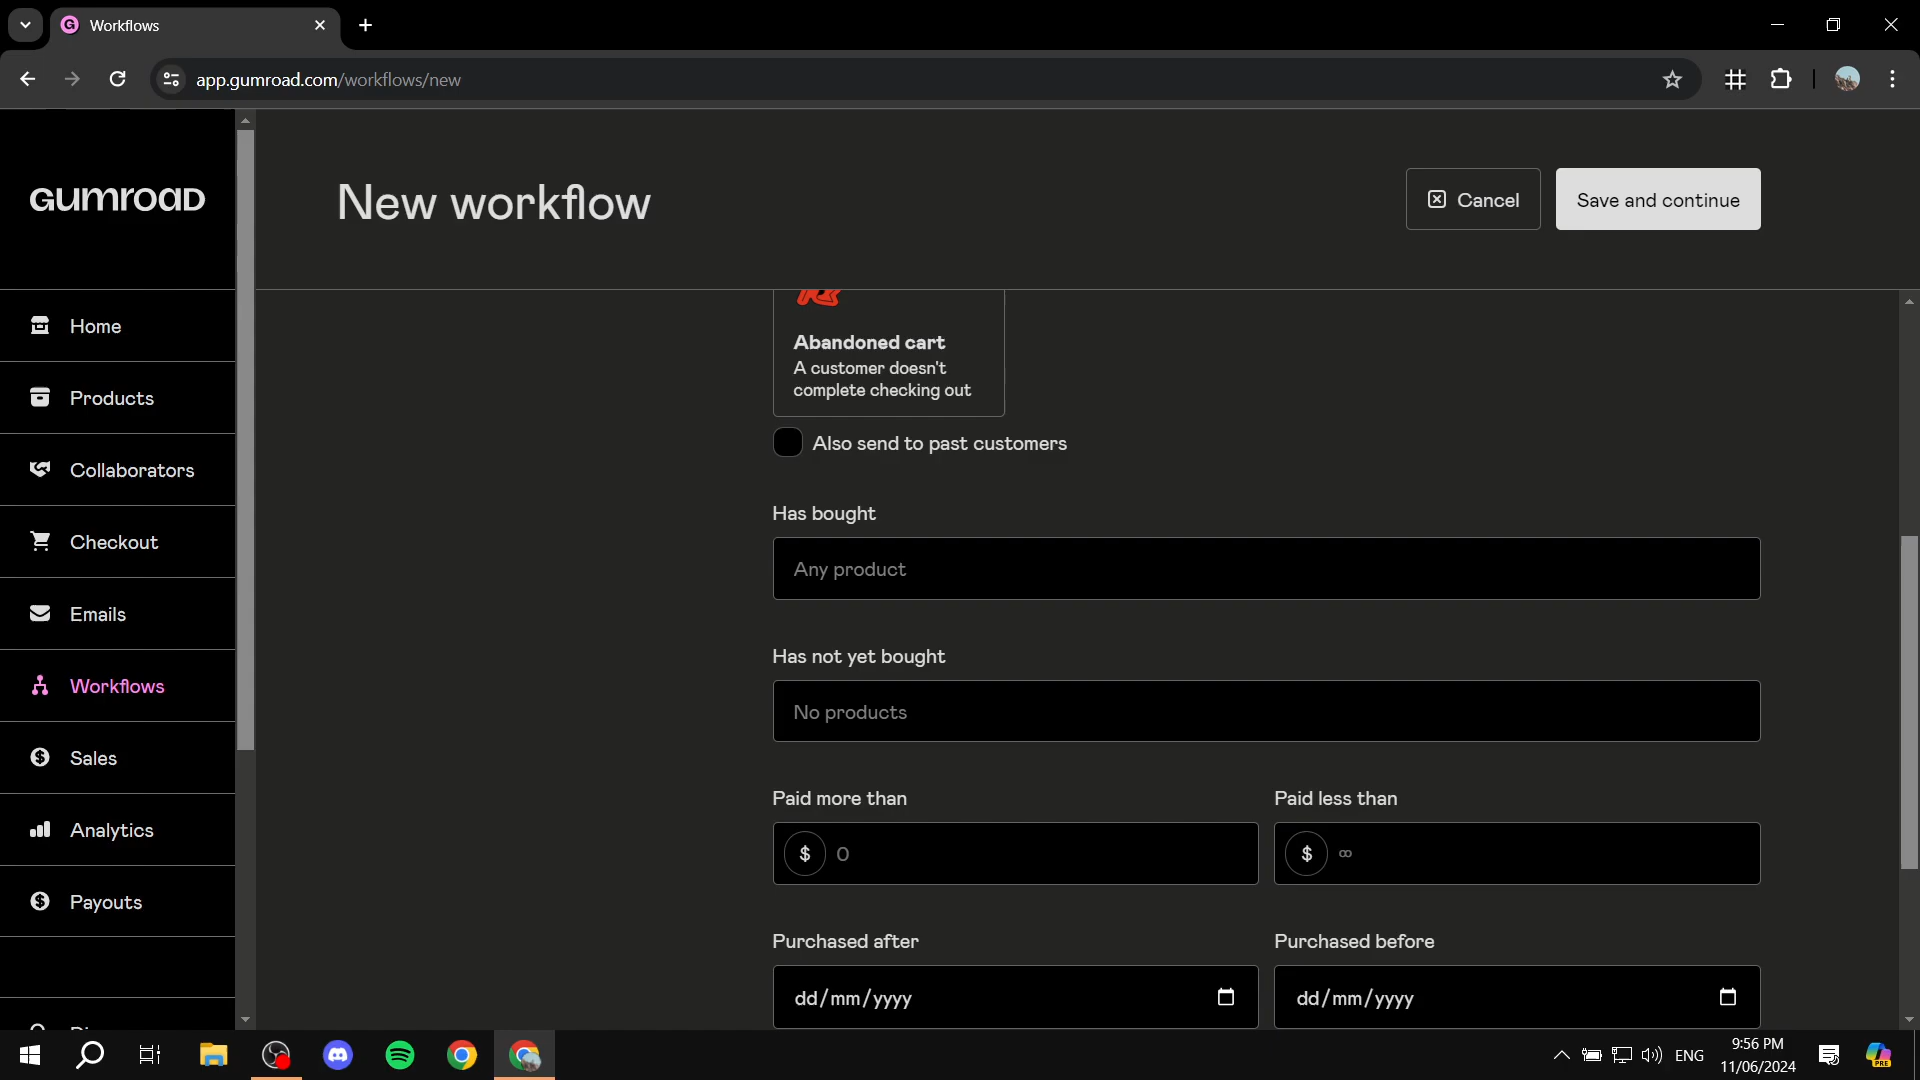 Workflows
app.gumroad.com/workflows/new
GUMROAD
New workflow
Cancel
Save and continue
Home
Products
Collaborators
Checkout
Emails
Workflows
Sales
Analytics
Payouts
Abandoned cart
A customer doesn't
complete checking out
Also send to past customers
Has bought
Any product
Has not yet bought
No products
Paid more than
Paid less than
$ 0
$ ∞
Purchased after
Purchased before
dd/mm/yyyy
dd/mm/yyyy
ENG
9:56 PM
11/06/2024
PRE